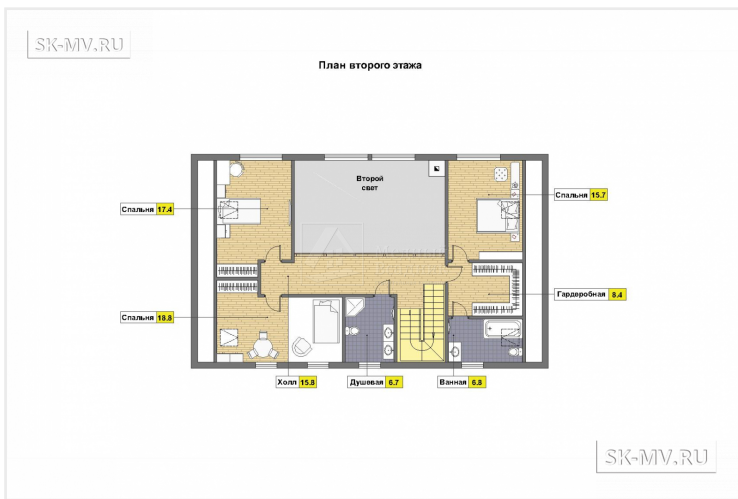 SK-MV.RU
План второго этажа
Второй
свет
Спальня 17.4
Спальня 15.7
Гардеробная 8.4
Спальня 18.8
Холл 15.8
Душевая 6.7
Ванная 6.8
SK-MV.RU